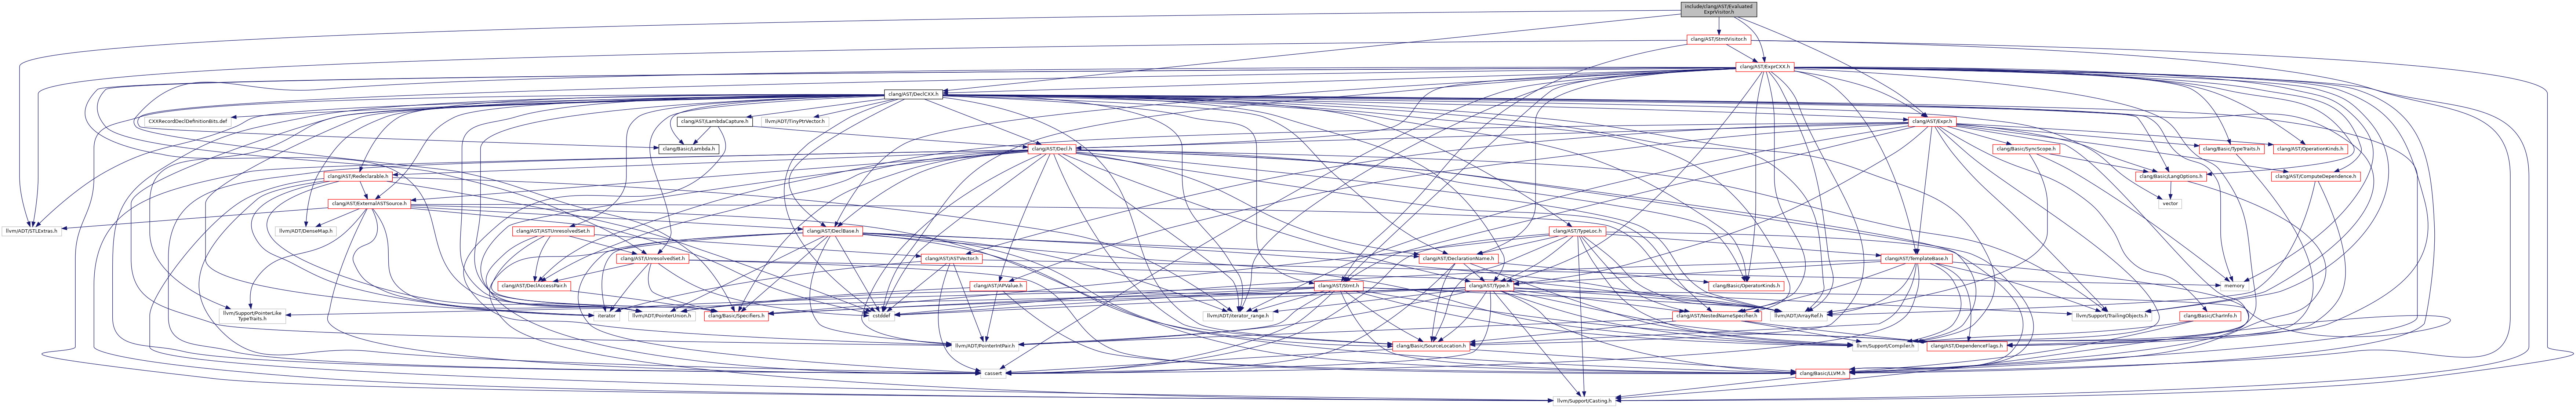 include/clang/AST/Evaluated
ExprVisitor.h
clang/AST/StmtVisitor.h
clang/AST/ExprCXX.h
clang/AST/DeclCXX.h
CXXRecordDeclDefinitionBits.def
clang/AST/LambdaCapture.h
llvm/ADT/TinyPtrVector.h
clang/AST/Expr.h
clang/Basic/Lambda.h
clang/AST/Decl.h
clang/Basic/SyncScope.h
clang/Basic/TypeTraits.h
clang/AST/OperationKinds.h
clang/AST/Redeclarable.h
clang/Basic/LangOptions.h
clang/AST/ComputeDependence.h
clang/AST/ExternalASTSource.h
vector
llvm/ADT/STLExtras.h
llvm/ADT/DenseMap.h
clang/AST/ASTUnresolvedSet.h
clang/AST/DeclBase.h
clang/AST/TypeLoc.h
clang/AST/UnresolvedSet.h
clang/AST/ASTVector.h
clang/AST/DeclarationName.h
clang/AST/TemplateBase.h
clang/AST/DeclAccessPair.h
clang/AST/APValue.h
clang/AST/Stmt.h
clang/AST/Type.h
clang/Basic/OperatorKinds.h
memory
llvm/Support/PointerLike
TypeTraits.h
iterator
llvm/ADT/PointerUnion.h
clang/Basic/Specifiers.h
cstddef
llvm/ADT/iterator_range.h
clang/AST/NestedNameSpecifier.h
llvm/ADT/ArrayRef.h
llvm/Support/TrailingObjects.h
clang/Basic/CharInfo.h
llvm/ADT/PointerIntPair.h
clang/Basic/SourceLocation.h
llvm/Support/Compiler.h
clang/AST/DependenceFlags.h
cassert
clang/Basic/LLVM.h
llvm/Support/Casting.h